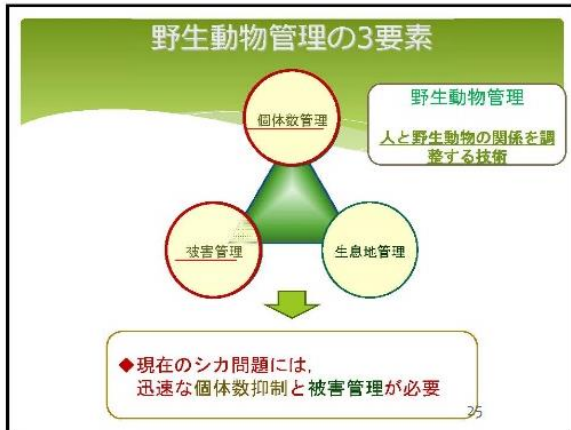 野生動物管理の3要素
個体数管理
野生動物管理
人と野生動物の関係を調
整する技術
被害管理
生息地管理
◆現在のシカ問題には,
迅速な個体数抑制と被害管理が必要
25